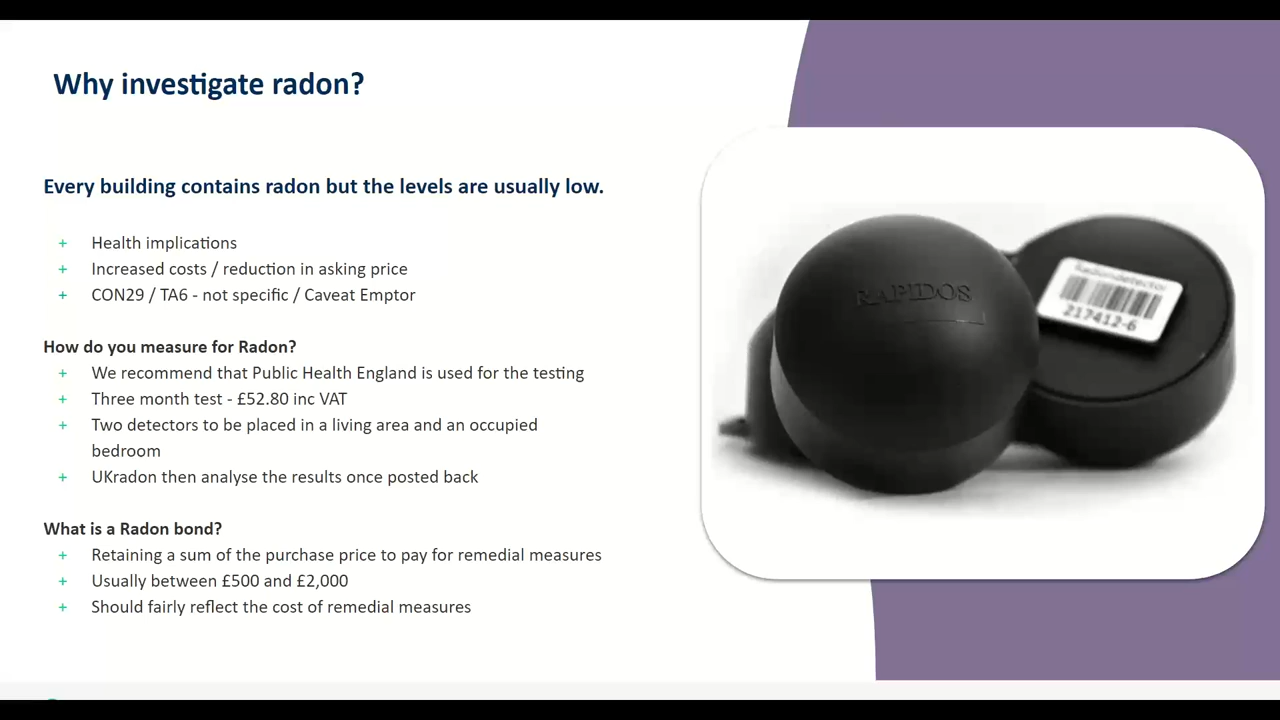 Why investigate radon?
Every building contains radon but the levels are usually low.
+ Health implications
+ Increased costs / reduction in asking price
+ CON29 / TA6 - not specific / Caveat Emptor
How do you measure for Radon?
+ We recommend that Public Health England is used for the testing
+ Three month test - £52.80 inc VAT
+ Two detectors to be placed in a living area and an occupied
bedroom
+ UKradon then analyse the results once posted back
What is a Radon bond?
+ Retaining a sum of the purchase price to pay for remedial measures
+ Usually between £500 and £2,000
+ Should fairly reflect the cost of remedial measures
RAPIDOS
Radondetector
217412-6